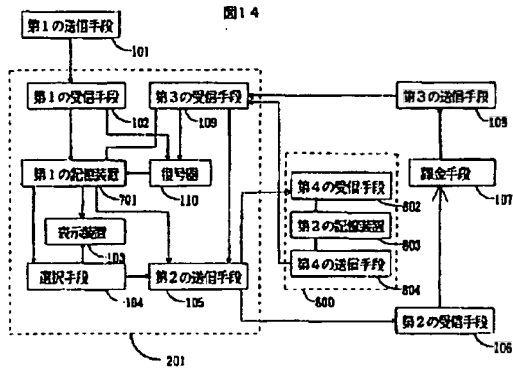 図14
第1の送信手段
101
第1の受信手段
102
第3の受信手段
109
第3の送信手段
108
第1の記憶装置
701
復号器
110
課金手段
107
第4の受信手段
802
表示装置
103
第2の記憶装置
803
選択手段
104
第2の送信手段
105
第4の送信手段
804
800
第2の受信手段
106
201